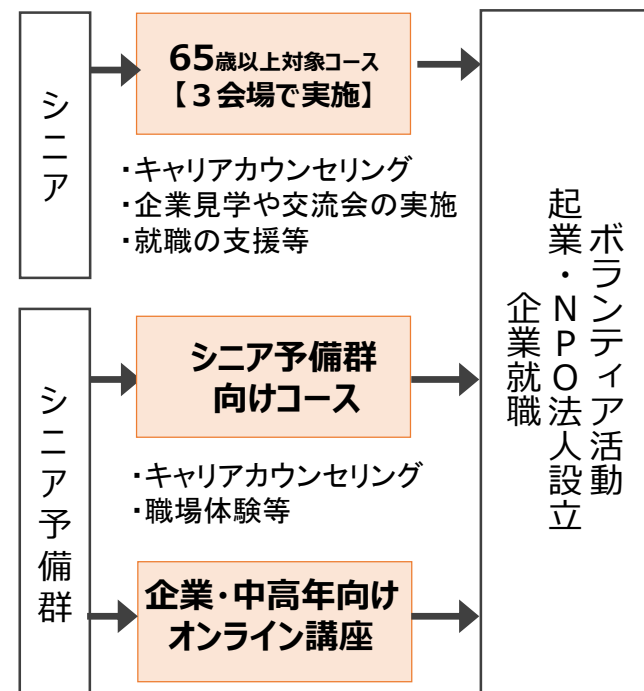 シニア
65歳以上対象コース
【３会場で実施】
・キャリアカウンセリング
・企業見学や交流会の実施
・就職の支援等
シニア予備群
シニア予備群
向けコース
・キャリアカウンセリング
・職場体験等
企業・中高年向け
オンライン講座
ボランティア活動
起業・ＮＰＯ法人設立
企業就職